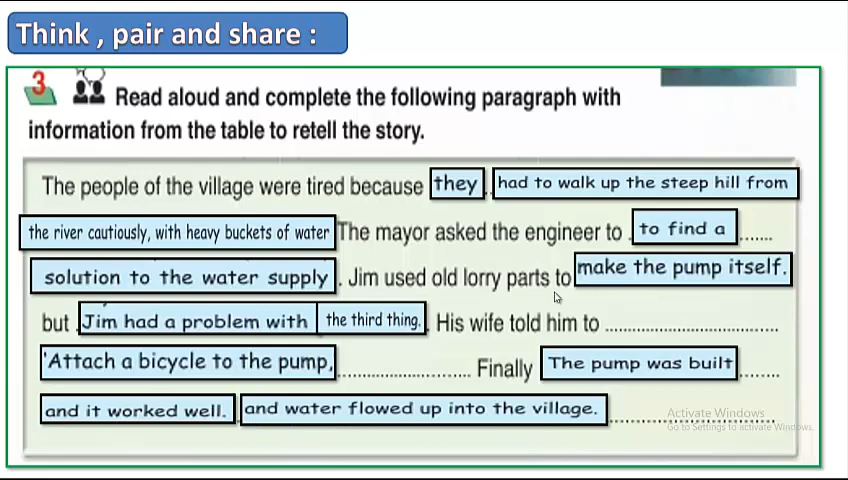 Think , pair and share :
3 Read aloud and complete the following paragraph with
information from the table to retell the story.
The people of the village were tired because they .. had to walk up the steep hill from
the river cautiously, with heavy buckets of water The mayor asked the engineer to . to find a .......
solution to the water supply . Jim used old lorry parts to make the pump itself.
but . Jim had a problem with the third thing. . His wife told him to ........................................
'Attach a bicycle to the pump, ............................... Finally The pump was built .........
and it worked well. and water flowed up into the village. ......................................
Activate Windows
Go to Settings to activate Windows.